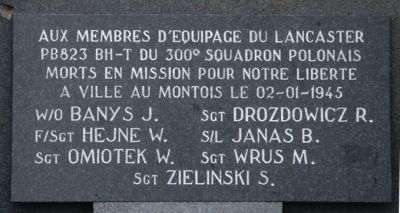 AUX MEMBRES D'EQUIPAGE DU LANCASTER
PB823 BH-T DU 300º SQUADRON POLONAIS
MORTS EN MISSION POUR NOTRE LIBERTE
A VILLE AU MONTOIS LE 02-01-1945
W/O BANYS J. SGT DROZDOWICZ R.
F/SGT HEJNE W. S/L JANAS B.
SGT OMIOTEK W. SGT WRUS M.
SGT ZIELINSKI S.